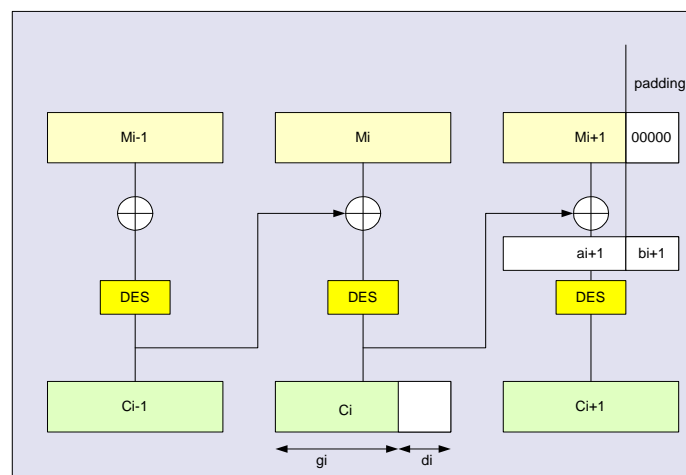 padding
Mi-1
Mi
Mi+1
00000
ai+1
bi+1
DES
DES
DES
Ci-1
Ci
Ci+1
gi
di